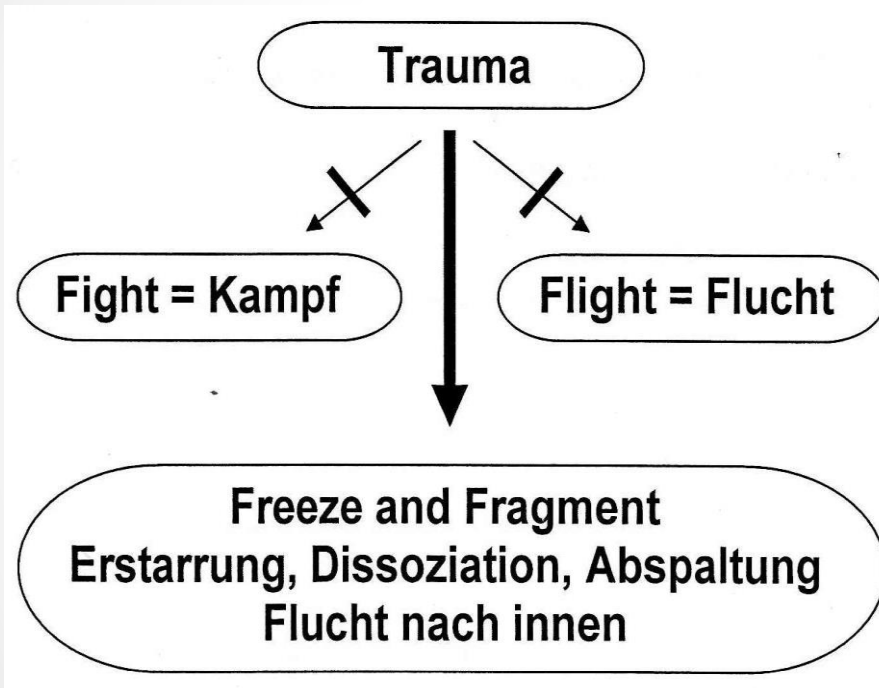 Trauma
Fight = Kampf
Flight = Flucht
Freeze and Fragment
Erstarrung, Dissoziation, Abspaltung
Flucht nach innen